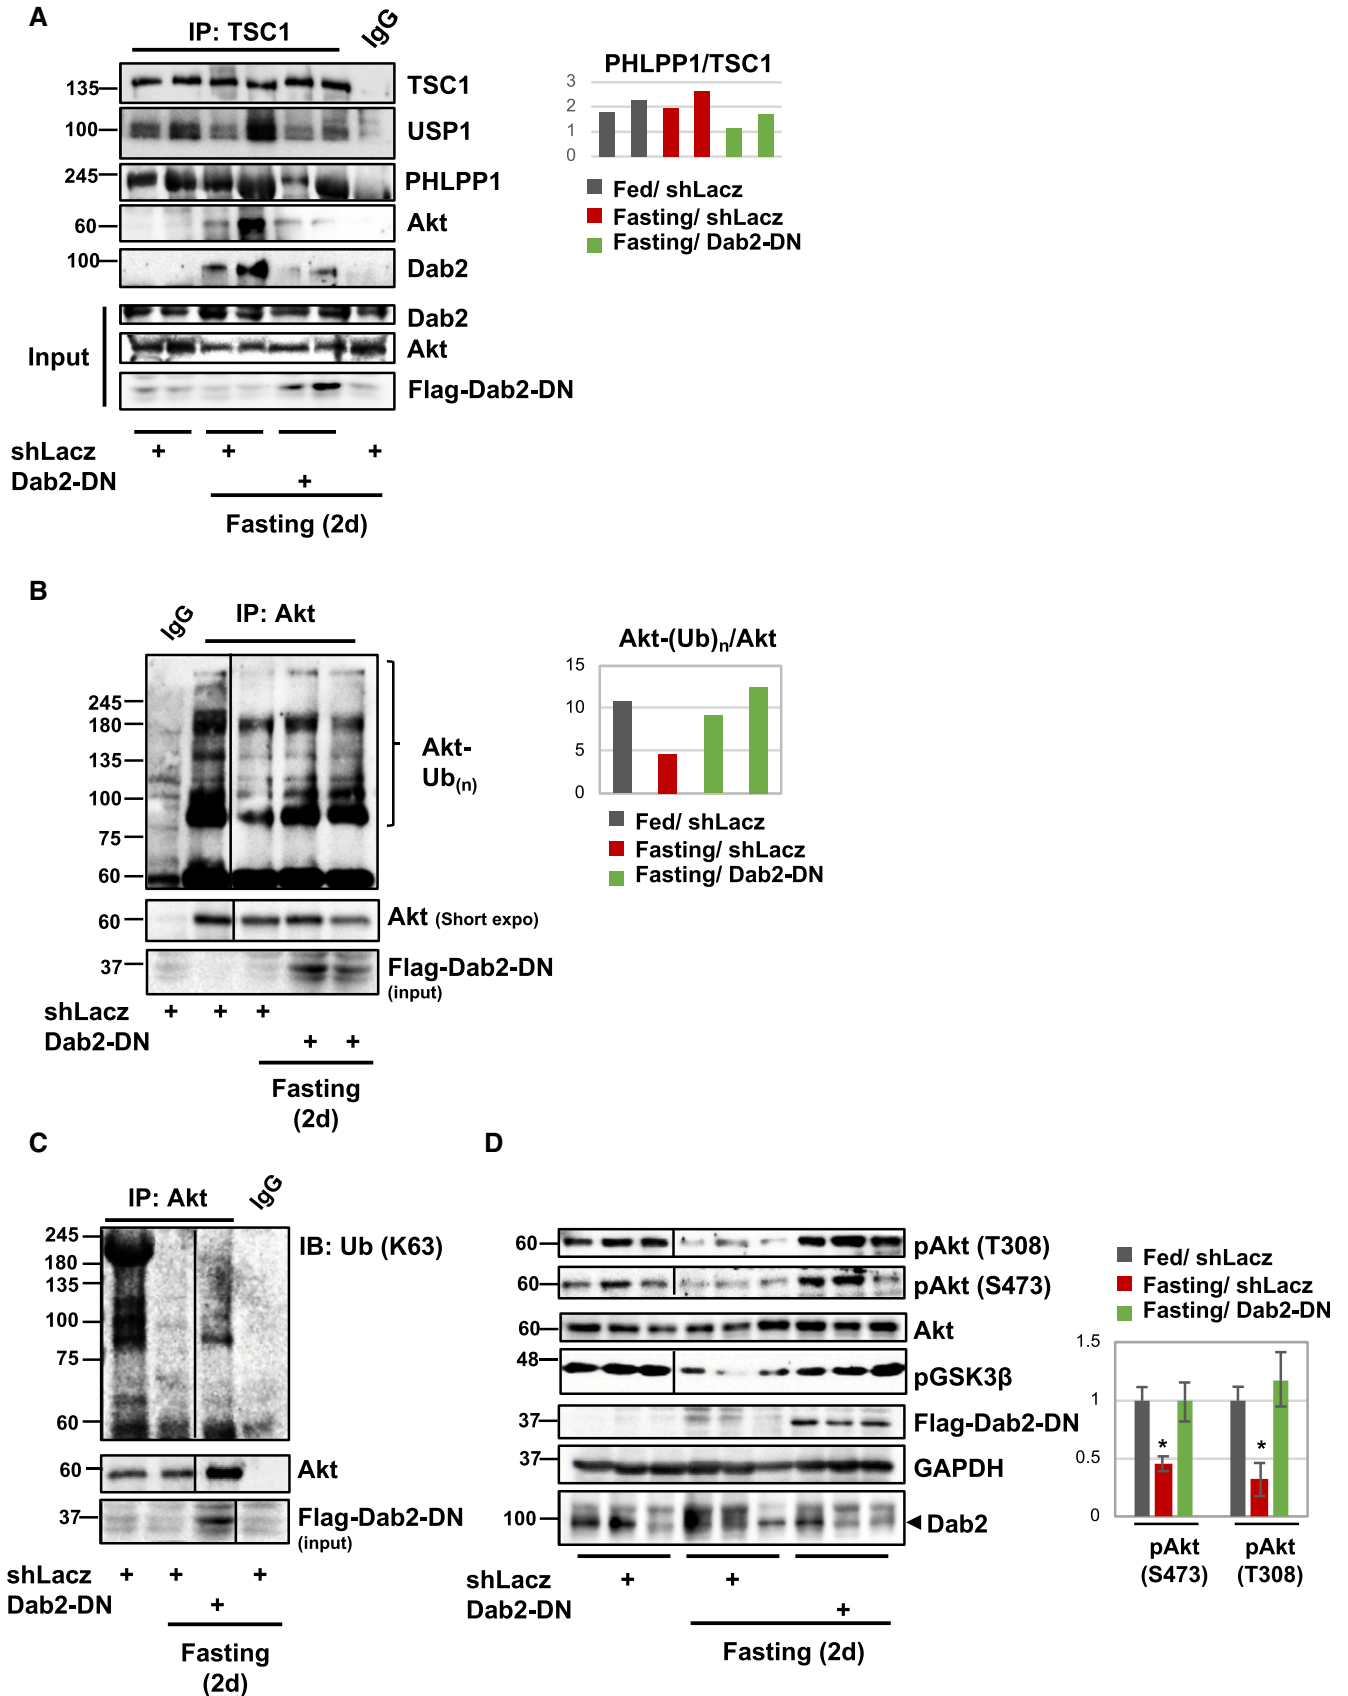 A
IP: TSC1
IgG
135
TSC1
100
USP1
245
PHLPP1
60
Akt
100
Dab2
Input
Dab2
Akt
Flag-Dab2-DN
shLacz + + +
Dab2-DN +
Fasting (2d)
PHLPP1/TSC1
3
2
1
0
Fed/ shLacz
Fasting/ shLacz
Fasting/ Dab2-DN
B
IgG
IP: Akt
245
180
135
100
75
60
Akt-
Ub(n)
60
Akt (Short expo)
37
Flag-Dab2-DN
(input)
shLacz + + +
Dab2-DN + +
Fasting
(2d)
Akt-(Ub)n/Akt
15
10
5
0
Fed/ shLacz
Fasting/ shLacz
Fasting/ Dab2-DN
C
IP: Akt
IgG
245
180
135
100
75
60
IB: Ub (K63)
60
Akt
37
Flag-Dab2-DN
(input)
shLacz + + +
Dab2-DN +
Fasting
(2d)
D
60
pAkt (T308)
60
pAkt (S473)
60
Akt
48
pGSK3β
37
Flag-Dab2-DN
37
GAPDH
100
Dab2
shLacz + +
Dab2-DN +
Fasting (2d)
Fed/ shLacz
Fasting/ shLacz
Fasting/ Dab2-DN
1.5
1
0.5
0
* *
pAkt
(S473)
pAkt
(T308)